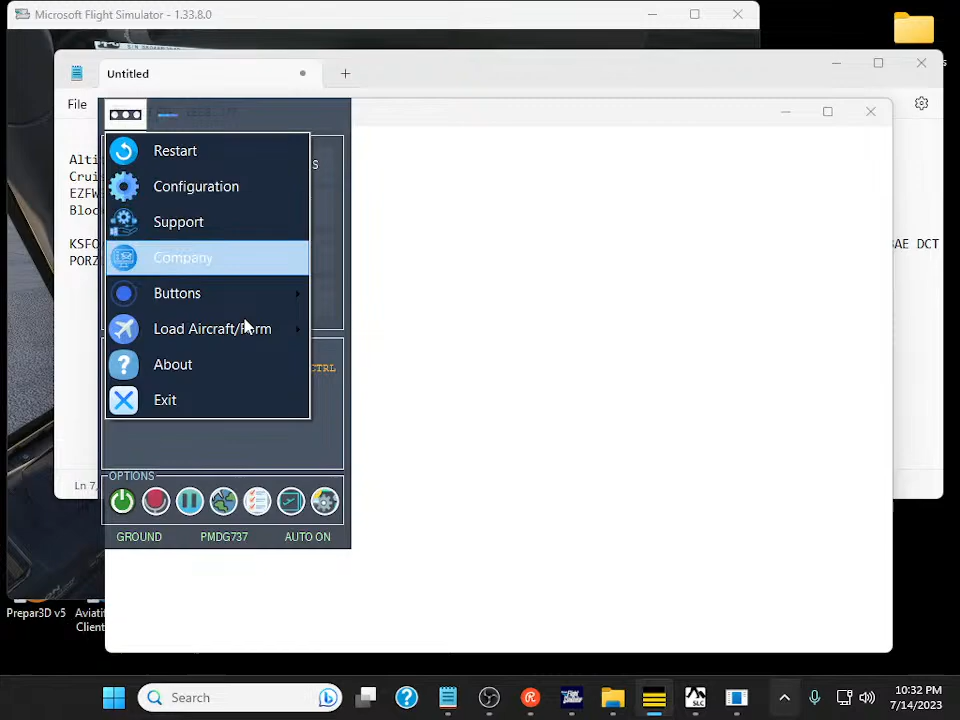 Microsoft Flight Simulator - 1.33.8.0
Untitled
File
Restart
Configuration
Support
Company
Buttons
Load Aircraft/Form
About
Exit
S
CTRL
OPTIONS
GROUND PMDG737 AUTO ON
Alti
Crui
EZFW
Bloc
KSFO
AE DCT
PORZ
Ln 7,
Prepar3D v5
Aviati
Client
Search
SLC
10:32 PM
7/14/2023